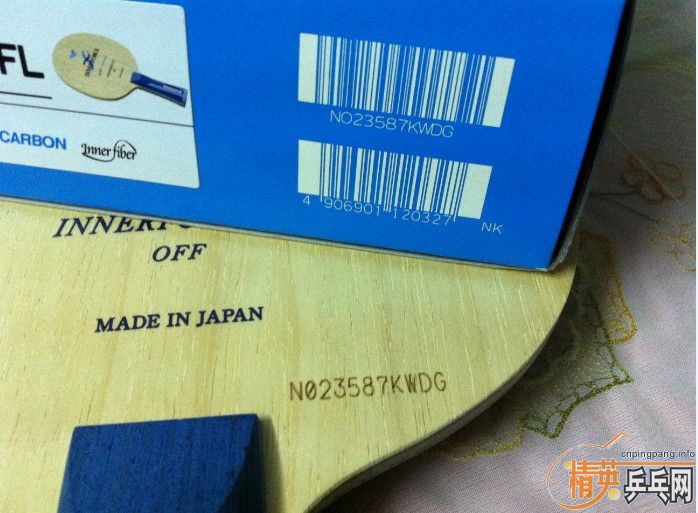 FL
CARBON
Innerfiber
NO23587KWDG
4 906901 120327 NK
OFF
MADE IN JAPAN
N023587KWDG
cnpingpang.info
精英乒乓网